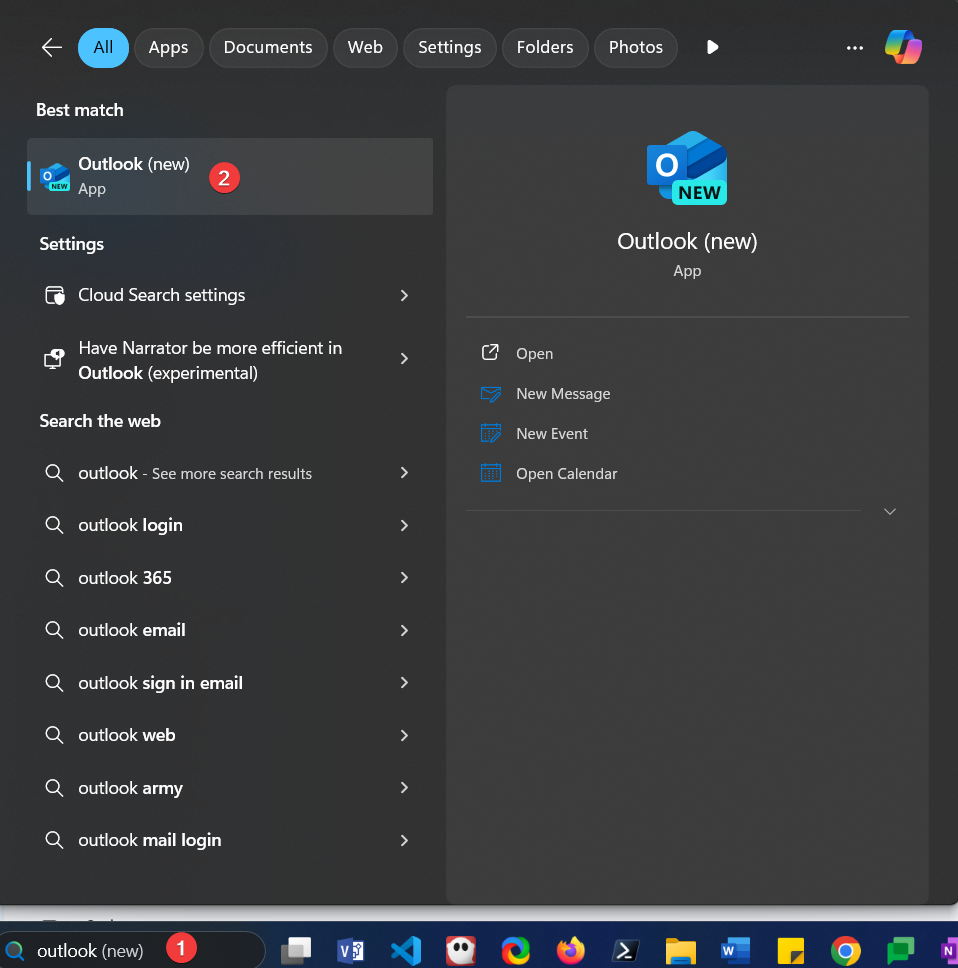 All
Apps
Documents
Web
Settings
Folders
Photos
Best match
Outlook (new)
App
2
Settings
Cloud Search settings
Have Narrator be more efficient in
Outlook (experimental)
Search the web
outlook - See more search results
outlook login
outlook 365
outlook email
outlook sign in email
outlook web
outlook army
outlook mail login
O
NEW
Outlook (new)
App
Open
New Message
New Event
Open Calendar
outlook (new)
1